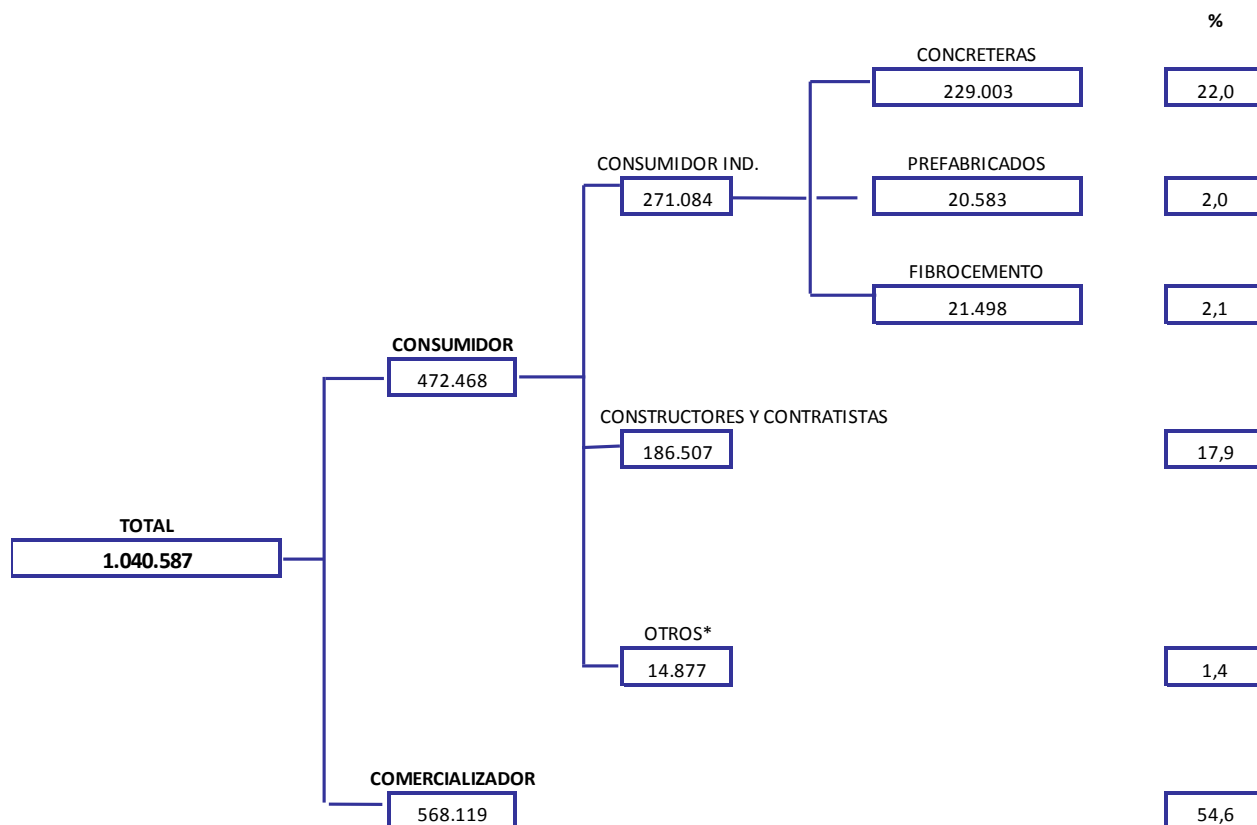 %
CONCRETERAS
229.003 22,0
CONSUMIDOR IND. PREFABRICADOS
271.084 20.583 2,0
FIBROCEMENTO
21.498 2,1
CONSUMIDOR
472.468
CONSTRUCTORES Y CONTRATISTAS
186.507 17,9
TOTAL
1.040.587
OTROS*
14.877 1,4
COMERCIALIZADOR
568.119 54,6